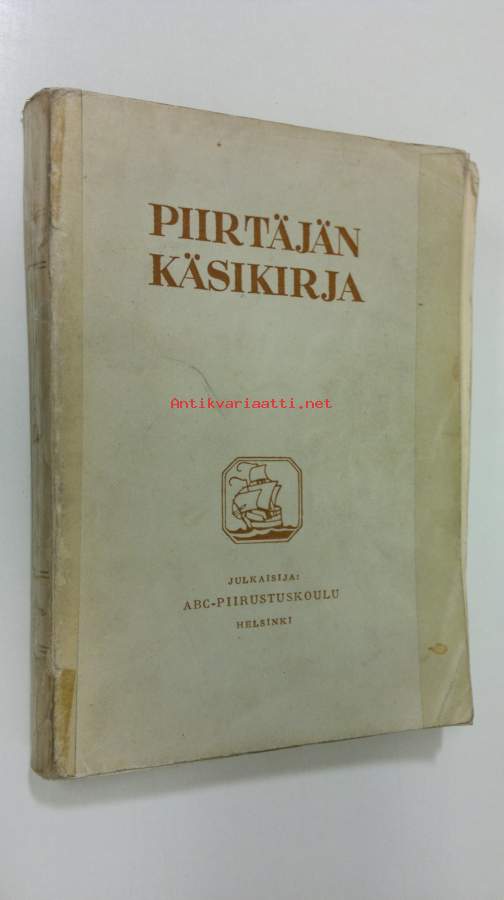 PIIRTÄJÄN
KÄSIKIRJA
Antikvariaatti.net
JULKAISIJA:
ABC-PIIRUSTUSKOULU
HELSINKI